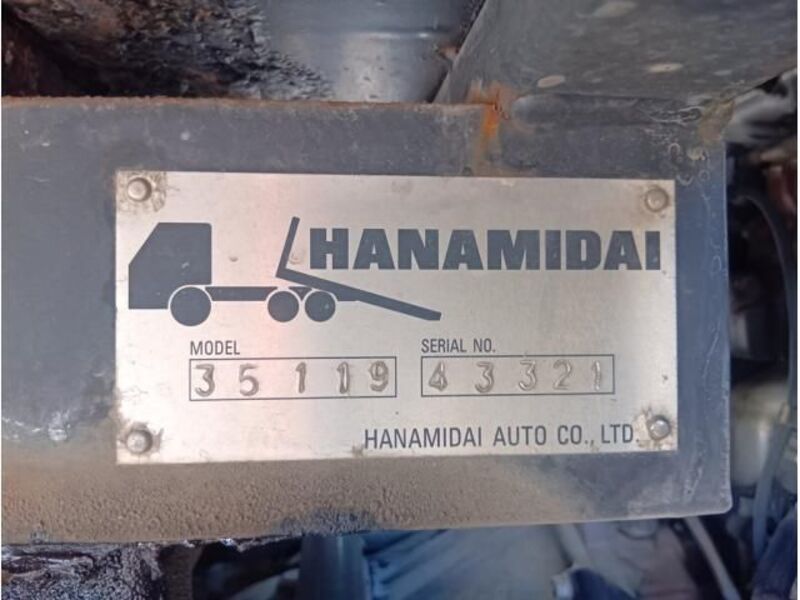 HANAMIDAI
MODEL SERIAL NO.
35119 43321
HANAMIDAI AUTO CO., LTD.